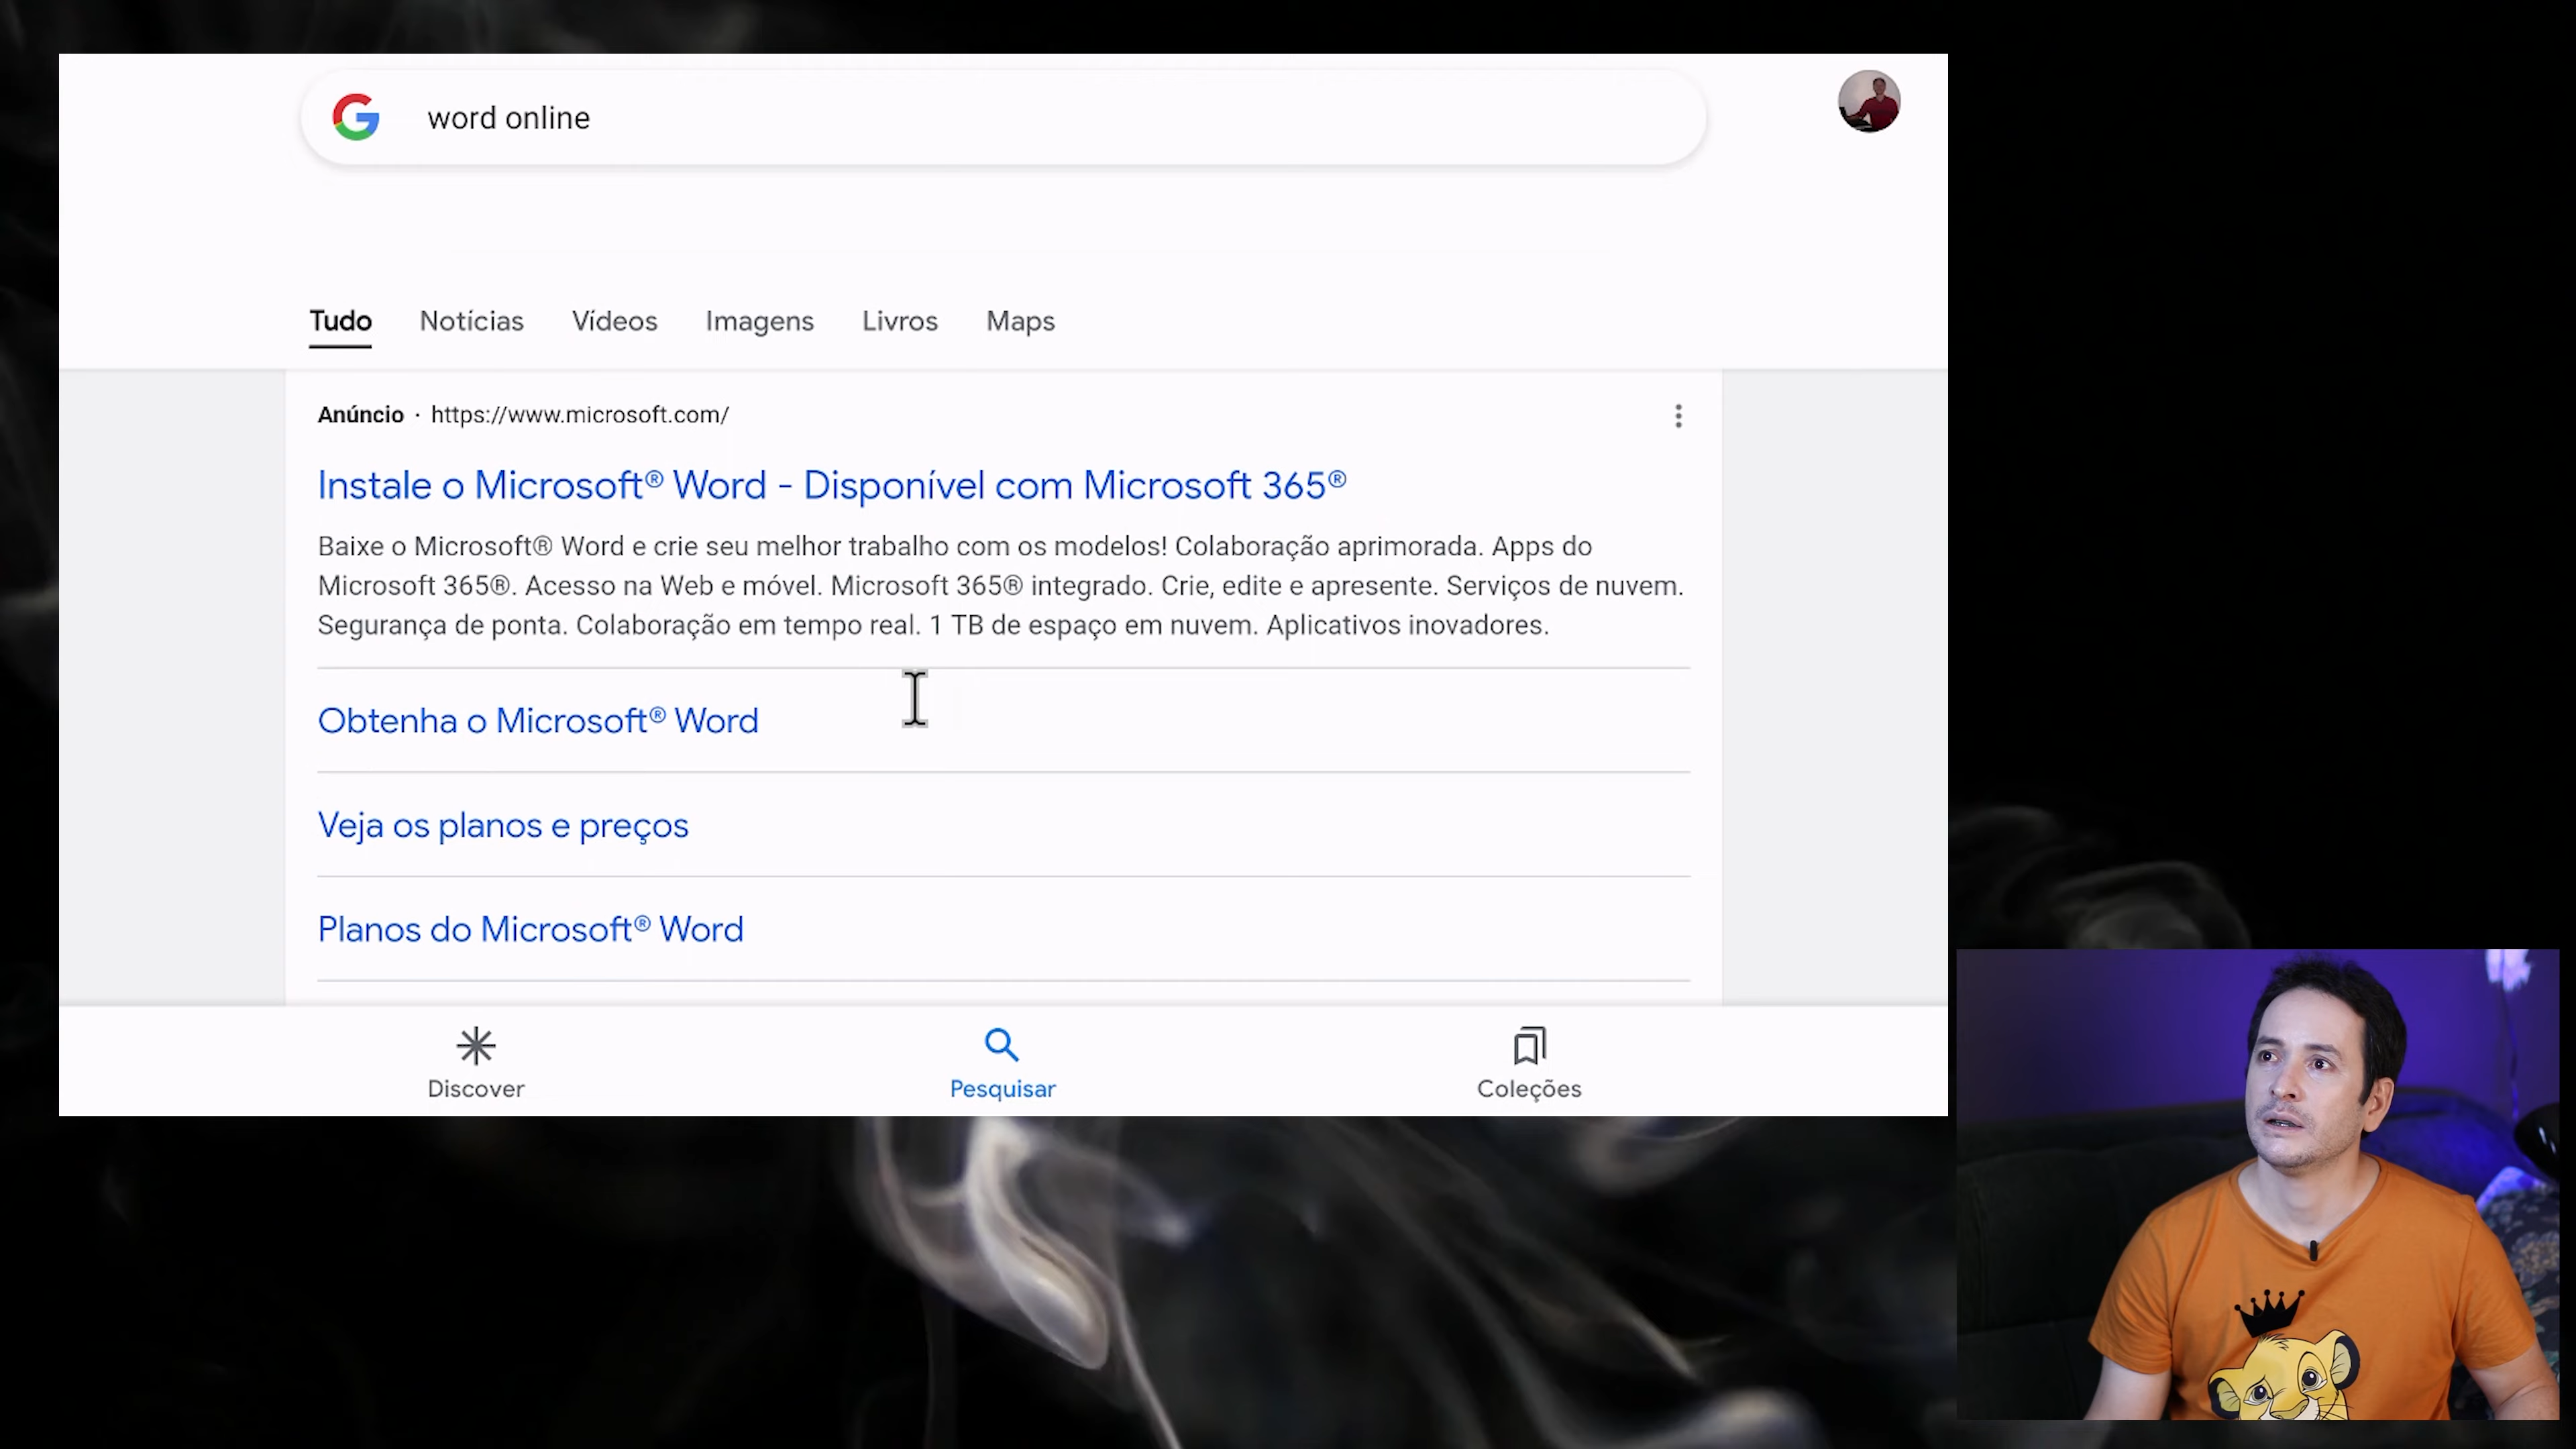 word online
Tudo Notícias Vídeos Imagens Livros Maps
Anúncio · https://www.microsoft.com/
Instale o Microsoft® Word - Disponível com Microsoft 365®
Baixe o Microsoft® Word e crie seu melhor trabalho com os modelos! Colaboração aprimorada. Apps do
Microsoft 365®. Acesso na Web e móvel. Microsoft 365® integrado. Crie, edite e apresente. Serviços de nuvem.
Segurança de ponta. Colaboração em tempo real. 1 TB de espaço em nuvem. Aplicativos inovadores.
Obtenha o Microsoft® Word
Veja os planos e preços
Planos do Microsoft® Word
Discover Pesquisar Coleções